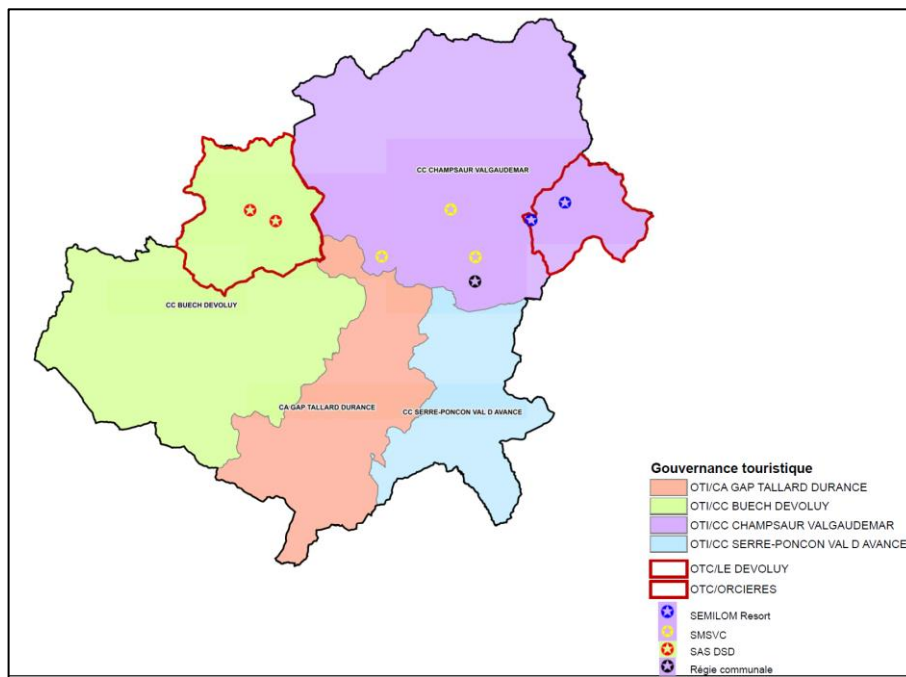 CC CHAMPSAUR VALGAUDEMAR
CC BUECH DEVOLUY
CA GAP TALLARD DURANCE
CC SERRE-PONCON VAL D AVANCE
Gouvernance touristique
OTI/CA GAP TALLARD DURANCE
OTI/CC BUECH DEVOLUY
OTI/CC CHAMPSAUR VALGAUDEMAR
OTI/CC SERRE-PONCON VAL D AVANCE
OTC/LE DEVOLUY
OTC/ORCIERES
SEMILOM Resort
SMSVC
SAS DSD
Régie communale